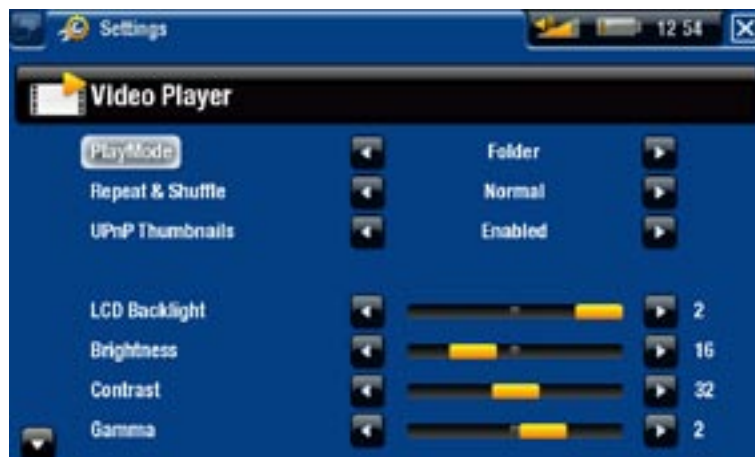 Settings 12 54
Video Player
PlayMode Folder
Repeat & Shuffle Normal
UPnP Thumbnails Enabled
LCD Backlight 2
Brightness 16
Contrast 32
Gamma 2